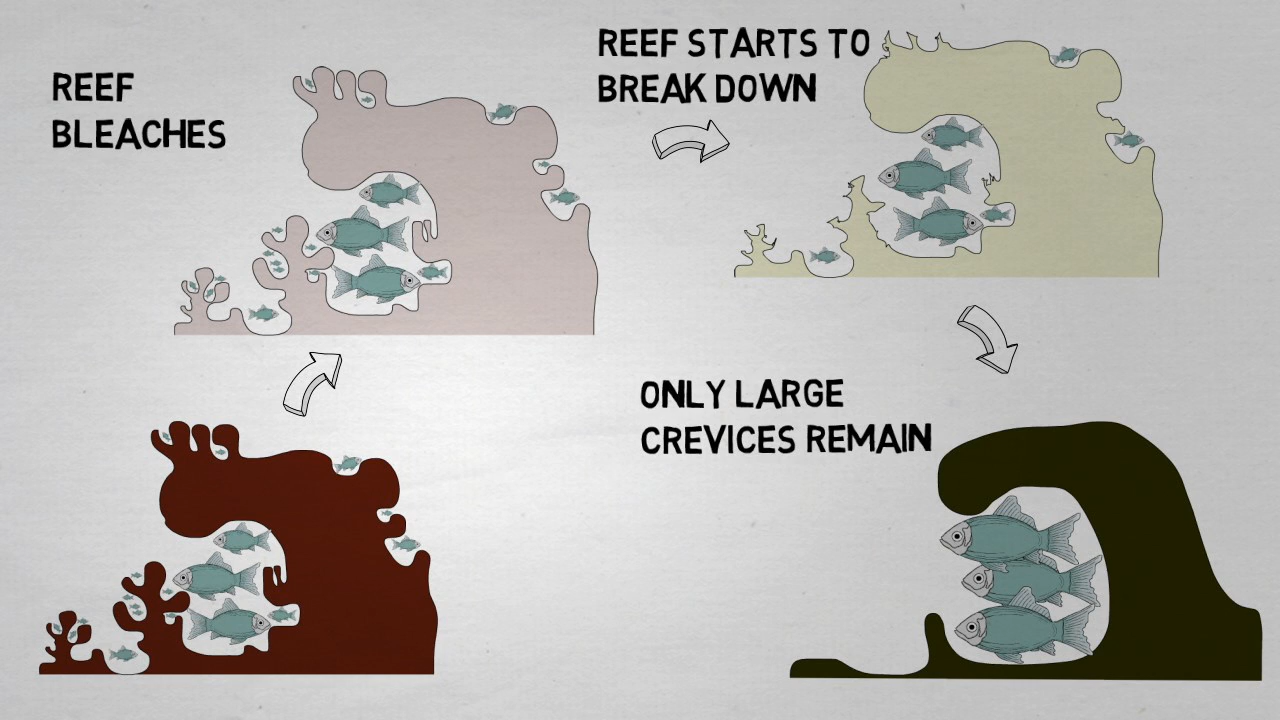 REEF
BLEACHES
REEF STARTS TO
BREAK DOWN
ONLY LARGE
CREVICES REMAIN